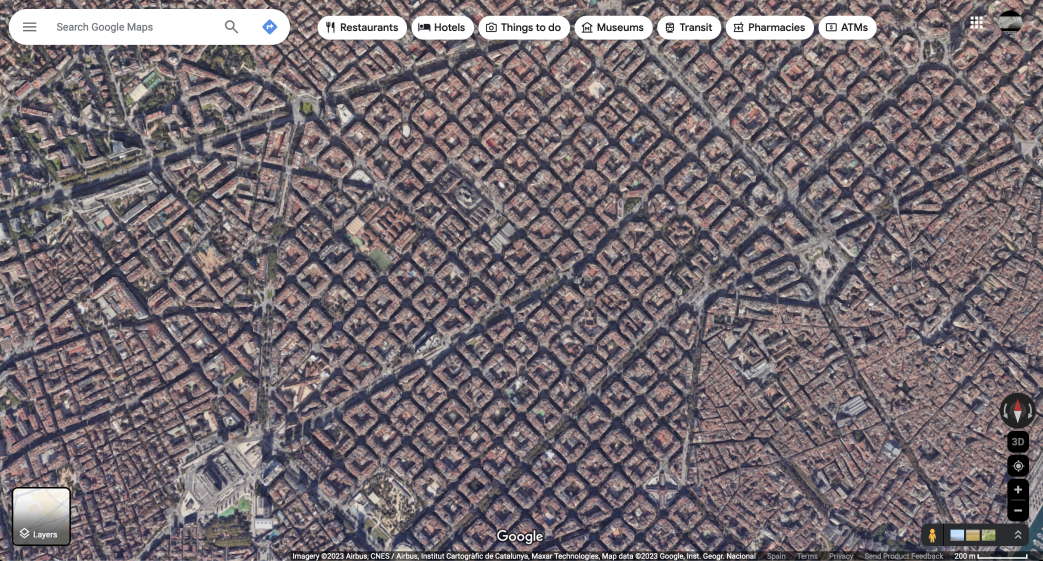 Search Google Maps
Restaurants
Hotels
Things to do
Museums
Transit
Pharmacies
ATMs
3D
Layers
Google
Imagery ©2023 Airbus, CNES / Airbus, Institut Cartogràfic de Catalunya, Maxar Technologies, Map data ©2023 Google, Inst. Geogr. Nacional Spain Terms Privacy Send Product Feedback 200 m